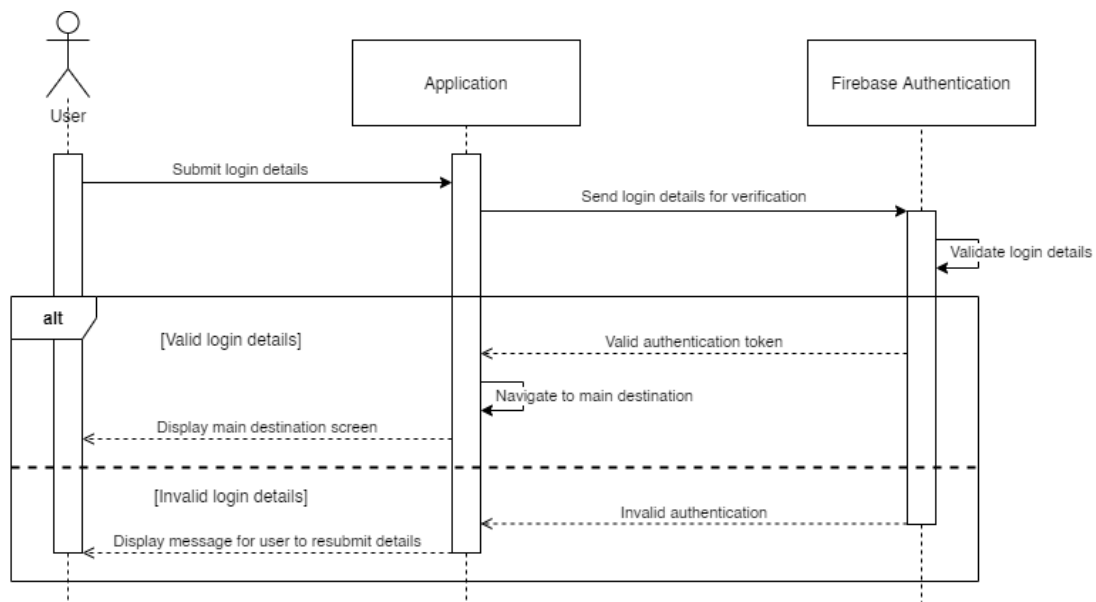 User
Application
Firebase Authentication
Submit login details
Send login details for verification
Validate login details
alt
[Valid login details]
Valid authentication token
Navigate to main destination
Display main destination screen
[Invalid login details]
Invalid authentication
Display message for user to resubmit details